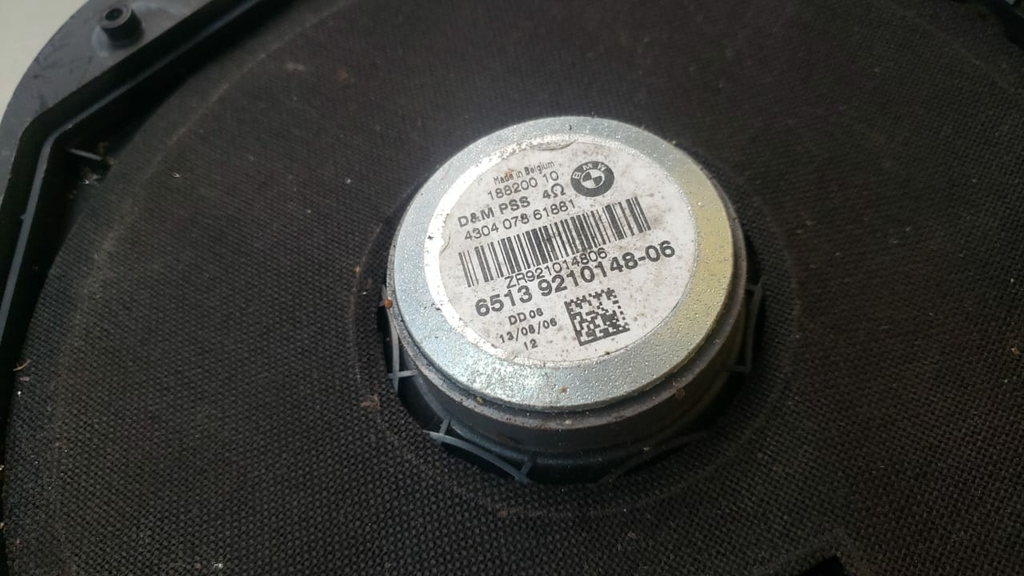 Made in Belgium
BMW
188200 10
D&M PSS 4Ω
4304 078 61881
ZR921014806
6513 9210148-06
DD 08
13/06/06
12